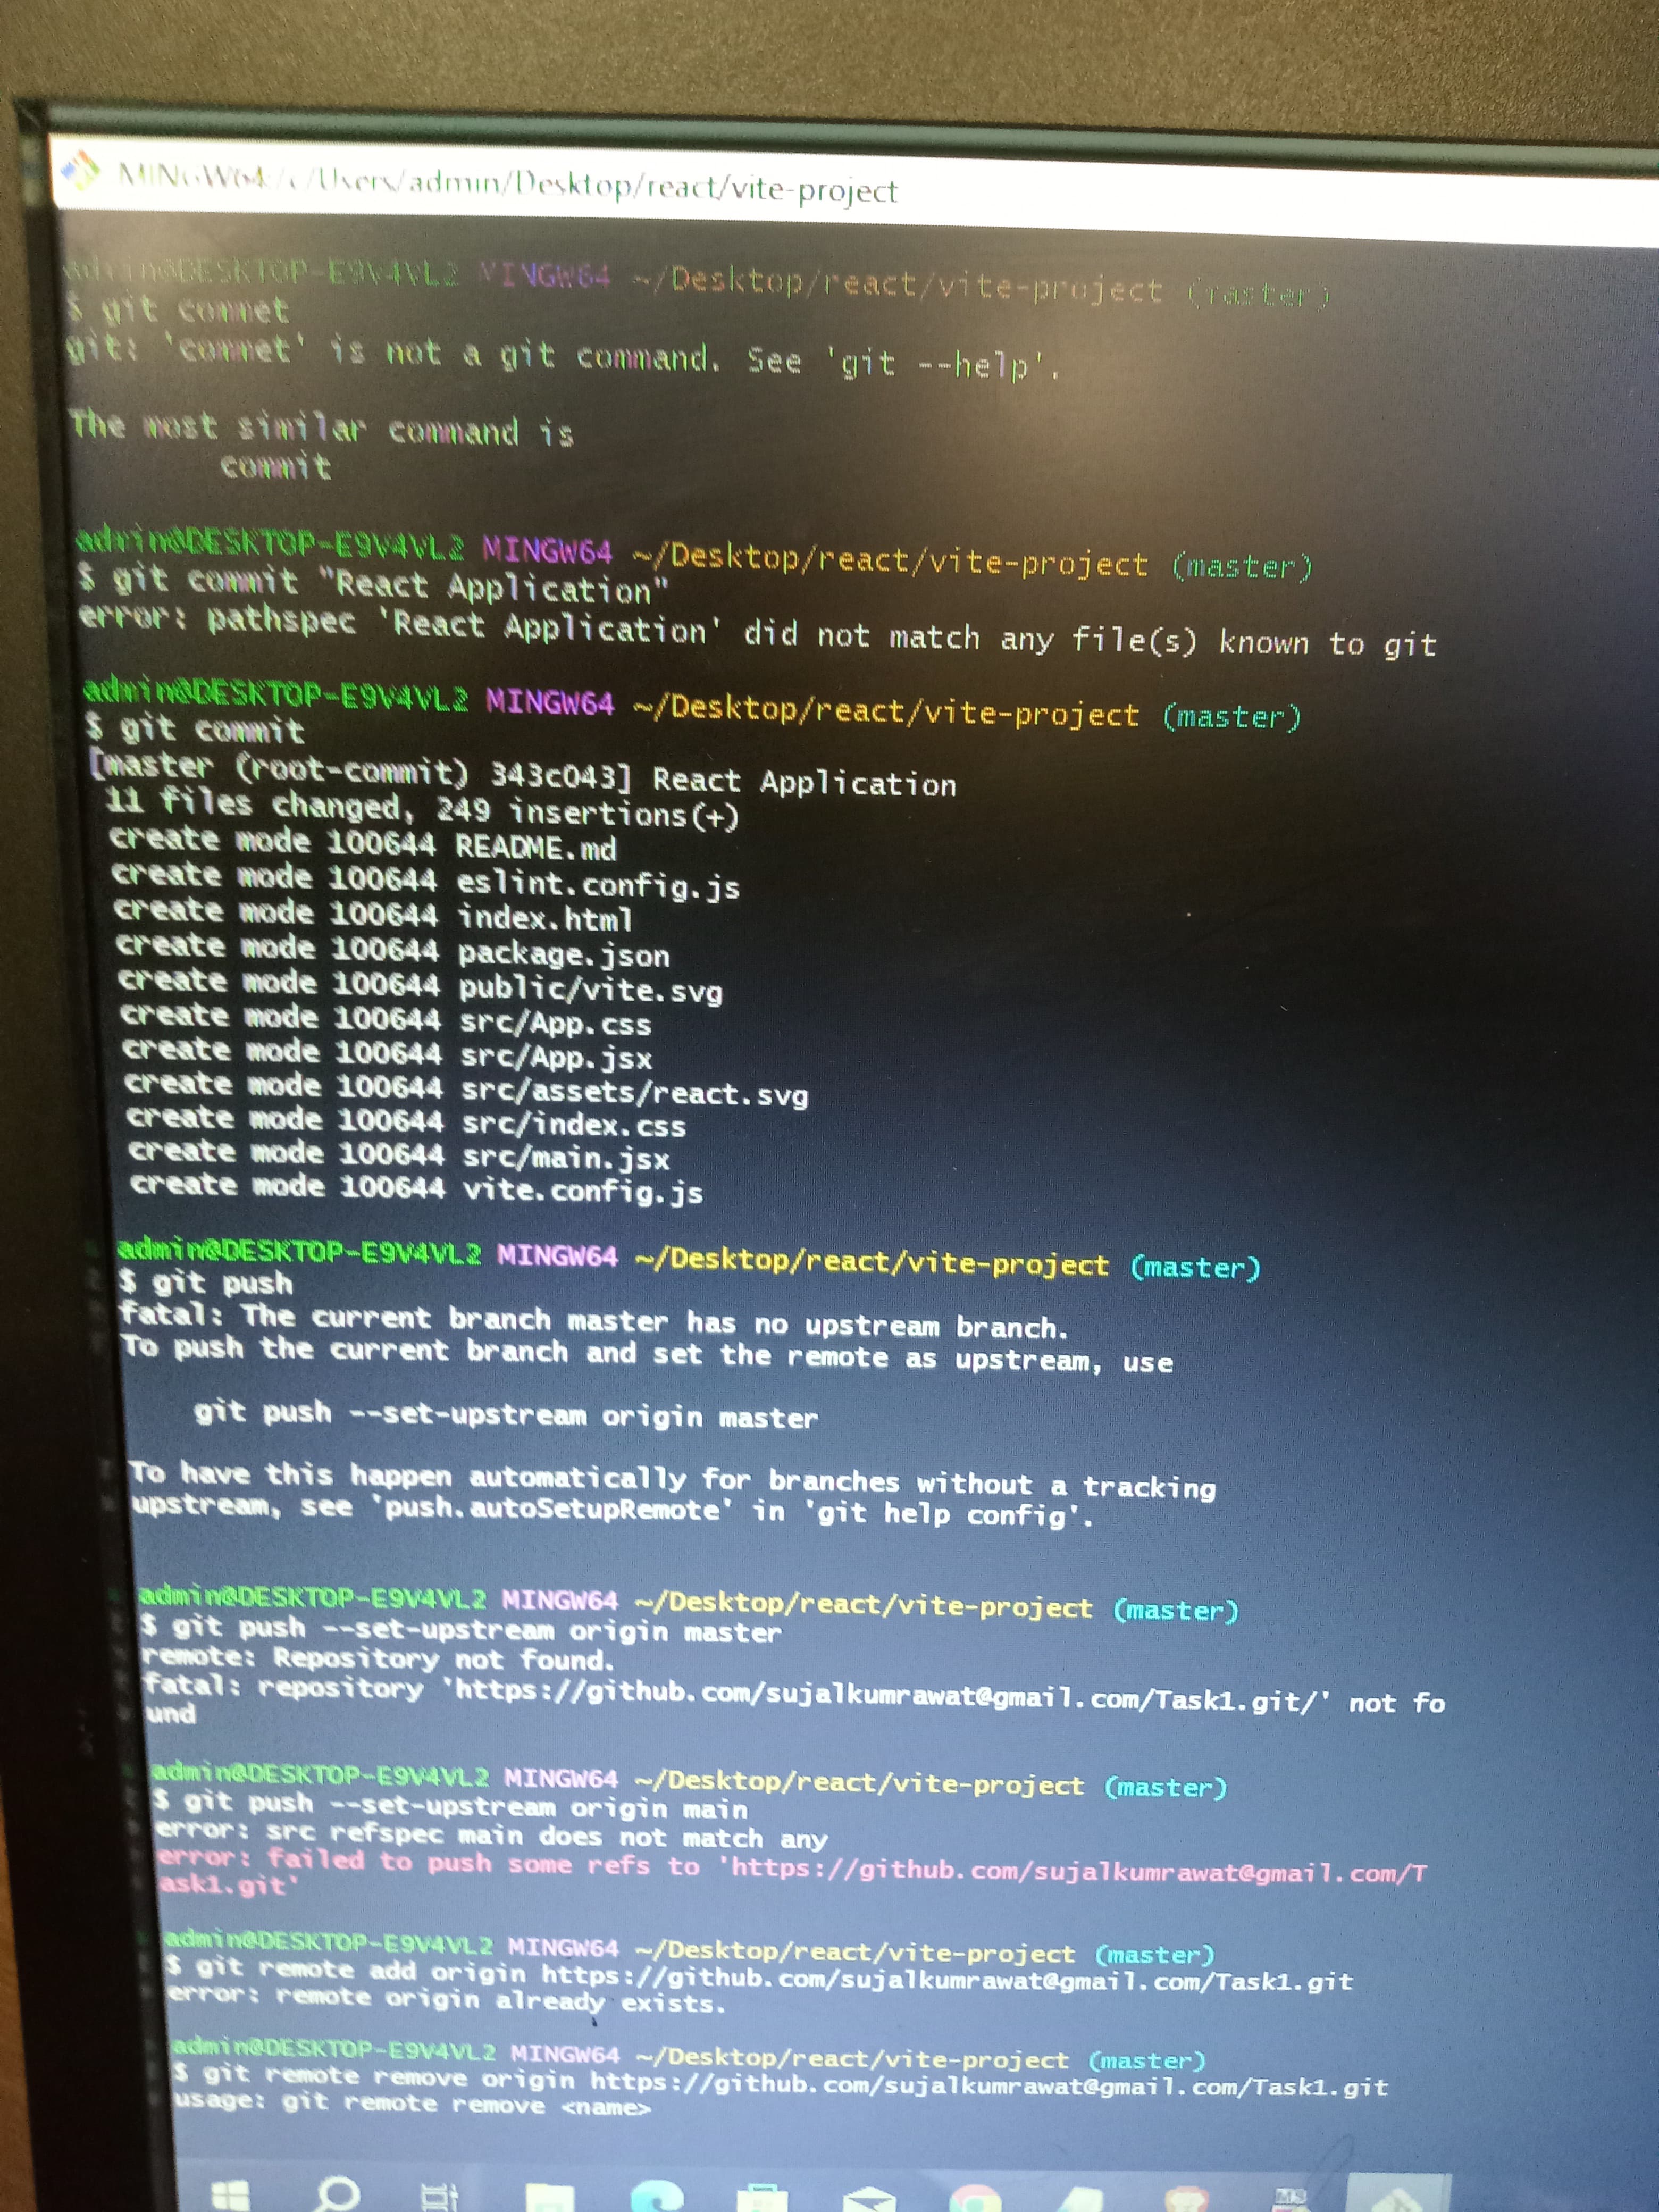 MINGW64:/c/Users/admin/Desktop/react/vite-project
admin@DESKTOP-E9V4VL2 MINGW64 ~/Desktop/react/vite-project (master)
$ git commet
git: 'commet' is not a git command. See 'git --help'.
The most similar command is
commit
admin@DESKTOP-E9V4VL2 MINGW64 ~/Desktop/react/vite-project (master)
$ git commit "React Application"
error: pathspec 'React Application' did not match any file(s) known to git
admin@DESKTOP-E9V4VL2 MINGW64 ~/Desktop/react/vite-project (master)
$ git commit
[master (root-commit) 343c043] React Application
11 files changed, 249 insertions(+)
create mode 100644 README.md
create mode 100644 eslint.config.js
create mode 100644 index.html
create mode 100644 package.json
create mode 100644 public/vite.svg
create mode 100644 src/App.css
create mode 100644 src/App.jsx
create mode 100644 src/assets/react.svg
create mode 100644 src/index.css
create mode 100644 src/main.jsx
create mode 100644 vite.config.js
admin@DESKTOP-E9V4VL2 MINGW64 ~/Desktop/react/vite-project (master)
$ git push
fatal: The current branch master has no upstream branch.
To push the current branch and set the remote as upstream, use
git push --set-upstream origin master
To have this happen automatically for branches without a tracking
upstream, see 'push.autoSetupRemote' in 'git help config'.
admin@DESKTOP-E9V4VL2 MINGW64 ~/Desktop/react/vite-project (master)
$ git push --set-upstream origin master
remote: Repository not found.
fatal: repository 'https://github.com/sujalkumrawat@gmail.com/Task1.git/' not fo
und
admin@DESKTOP-E9V4VL2 MINGW64 ~/Desktop/react/vite-project (master)
$ git push --set-upstream origin main
error: src refspec main does not match any
error: failed to push some refs to 'https://github.com/sujalkumrawat@gmail.com/T
ask1.git'
admin@DESKTOP-E9V4VL2 MINGW64 ~/Desktop/react/vite-project (master)
$ git remote add origin https://github.com/sujalkumrawat@gmail.com/Task1.git
error: remote origin already exists.
admin@DESKTOP-E9V4VL2 MINGW64 ~/Desktop/react/vite-project (master)
$ git remote remove origin https://github.com/sujalkumrawat@gmail.com/Task1.git
usage: git remote remove <name>